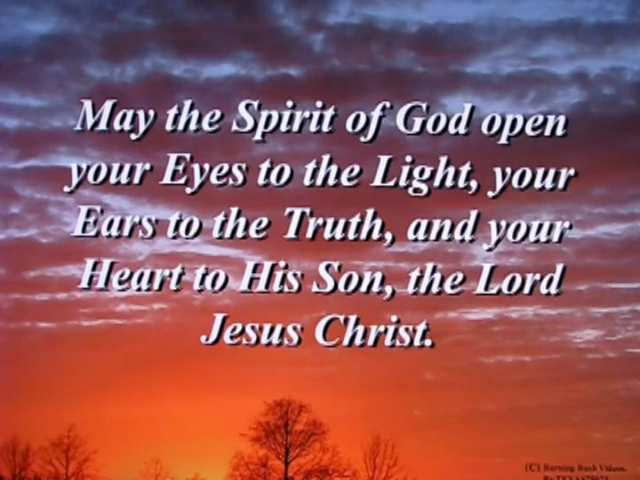 May the Spirit of God open
your Eyes to the Light, your
Ears to the Truth, and your
Heart to His Son, the Lord
Jesus Christ.
(C) Burning Bush Videos.